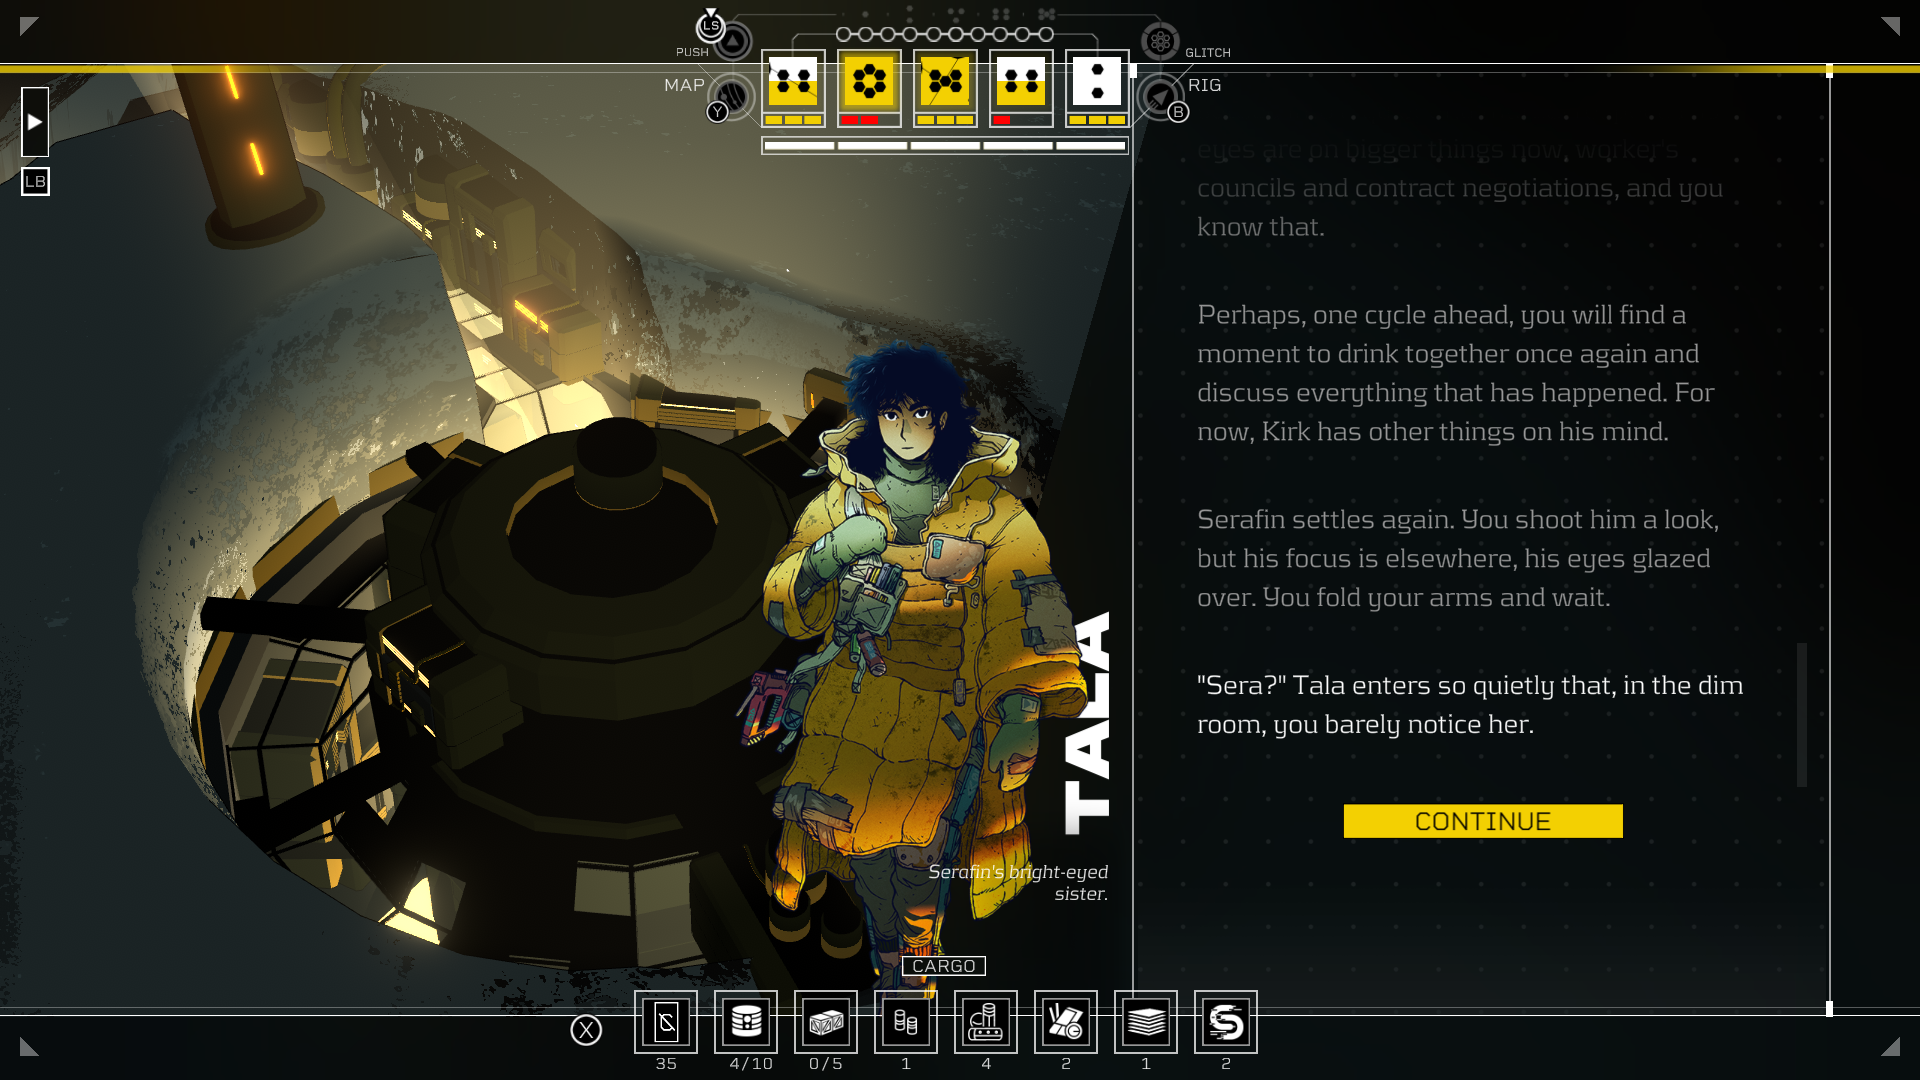 LS
PUSH
GLITCH
MAP
RIG
Y
B
LB
eyes are on bigger things now, worker's
councils and contract negotiations, and you
know that.
Perhaps, one cycle ahead, you will find a
moment to drink together once again and
discuss everything that has happened. For
now, Kirk has other things on his mind.
Serafin settles again. You shoot him a look,
but his focus is elsewhere, his eyes glazed
over. You fold your arms and wait.
"Sera?" Tala enters so quietly that, in the dim
room, you barely notice her.
CONTINUE
TALA
Serafin's bright-eyed
sister.
CARGO
X
35
4/10
0/5
1
4
2
1
2